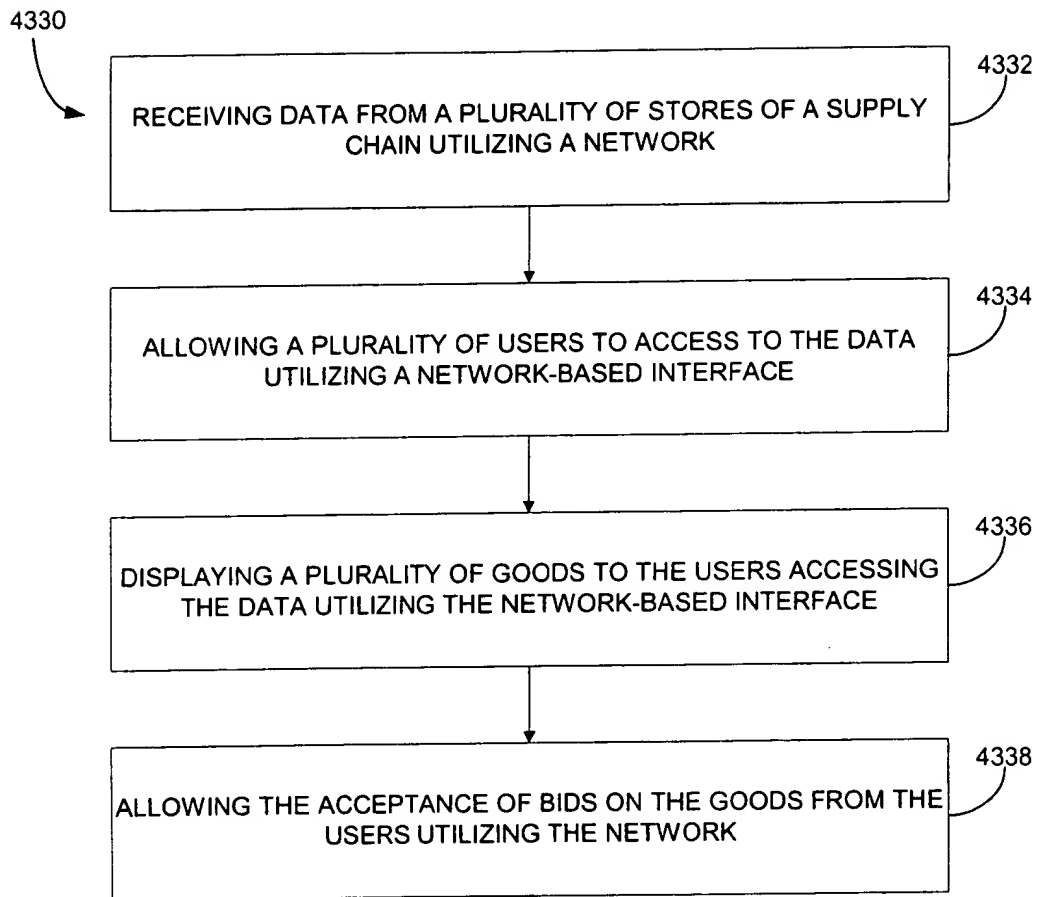 4330
4332
RECEIVING DATA FROM A PLURALITY OF STORES OF A SUPPLY
CHAIN UTILIZING A NETWORK
4334
ALLOWING A PLURALITY OF USERS TO ACCESS TO THE DATA
UTILIZING A NETWORK-BASED INTERFACE
4336
DISPLAYING A PLURALITY OF GOODS TO THE USERS ACCESSING
THE DATA UTILIZING THE NETWORK-BASED INTERFACE
4338
ALLOWING THE ACCEPTANCE OF BIDS ON THE GOODS FROM THE
USERS UTILIZING THE NETWORK